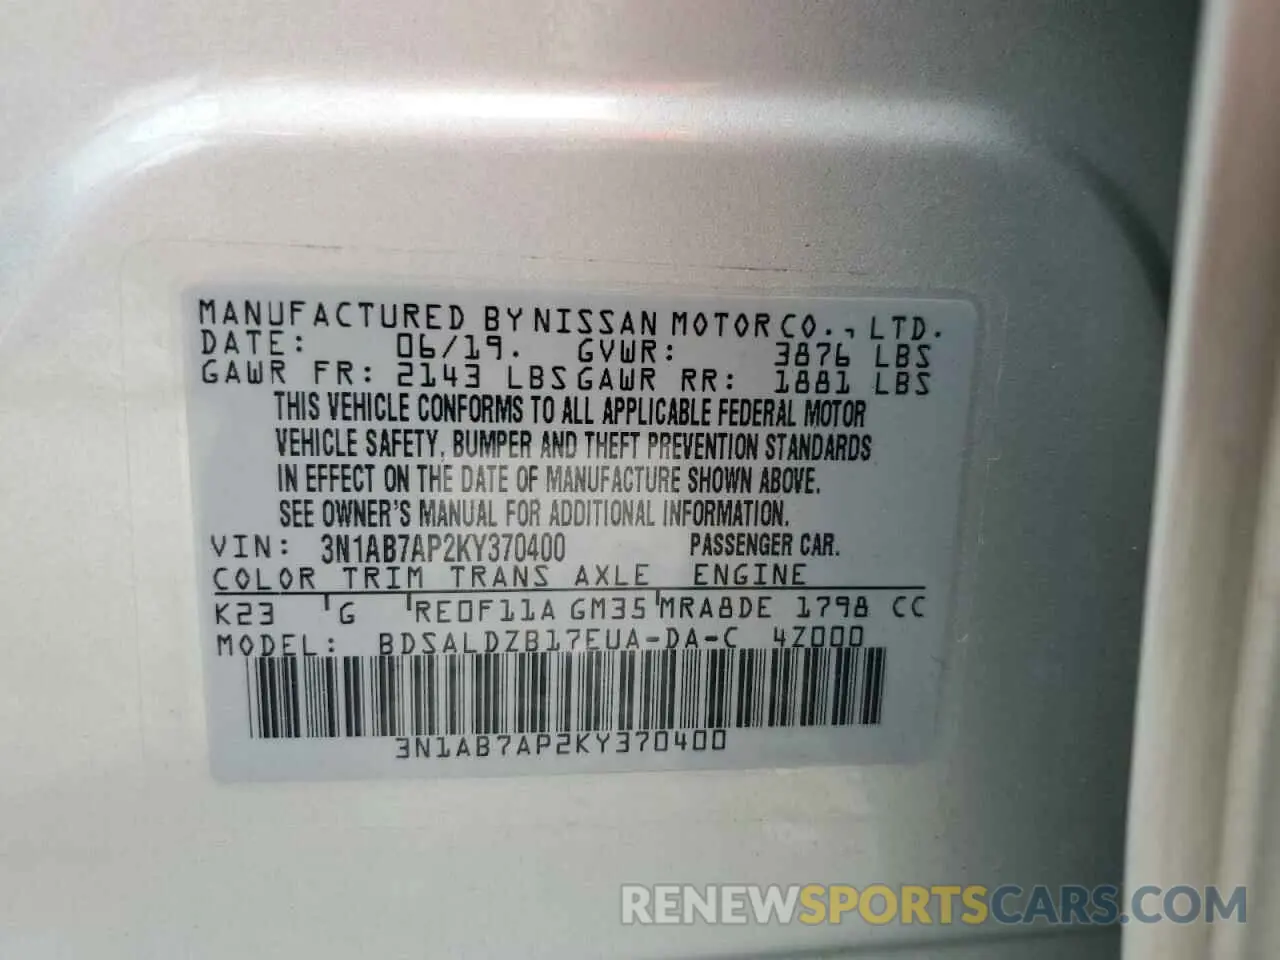 MANUFACTURED BY NISSAN MOTOR CO., LTD.
DATE: 06/19. GVWR: 3876 LBS
GAWR FR: 2143 LBS GAWR RR: 1881 LBS
THIS VEHICLE CONFORMS TO ALL APPLICABLE FEDERAL MOTOR
VEHICLE SAFETY, BUMPER AND THEFT PREVENTION STANDARDS
IN EFFECT ON THE DATE OF MANUFACTURE SHOWN ABOVE.
SEE OWNER'S MANUAL FOR ADDITIONAL INFORMATION.
VIN: 3N1AB7AP2KY370400 PASSENGER CAR.
COLOR TRIM TRANS AXLE ENGINE
K23 G RE0F11A GM35 MRA8DE 1798 CC
MODEL: BDSALDZB17EUA-DA-C 4Z000
3N1AB7AP2KY370400
RENEWSPORTSCARS.COM